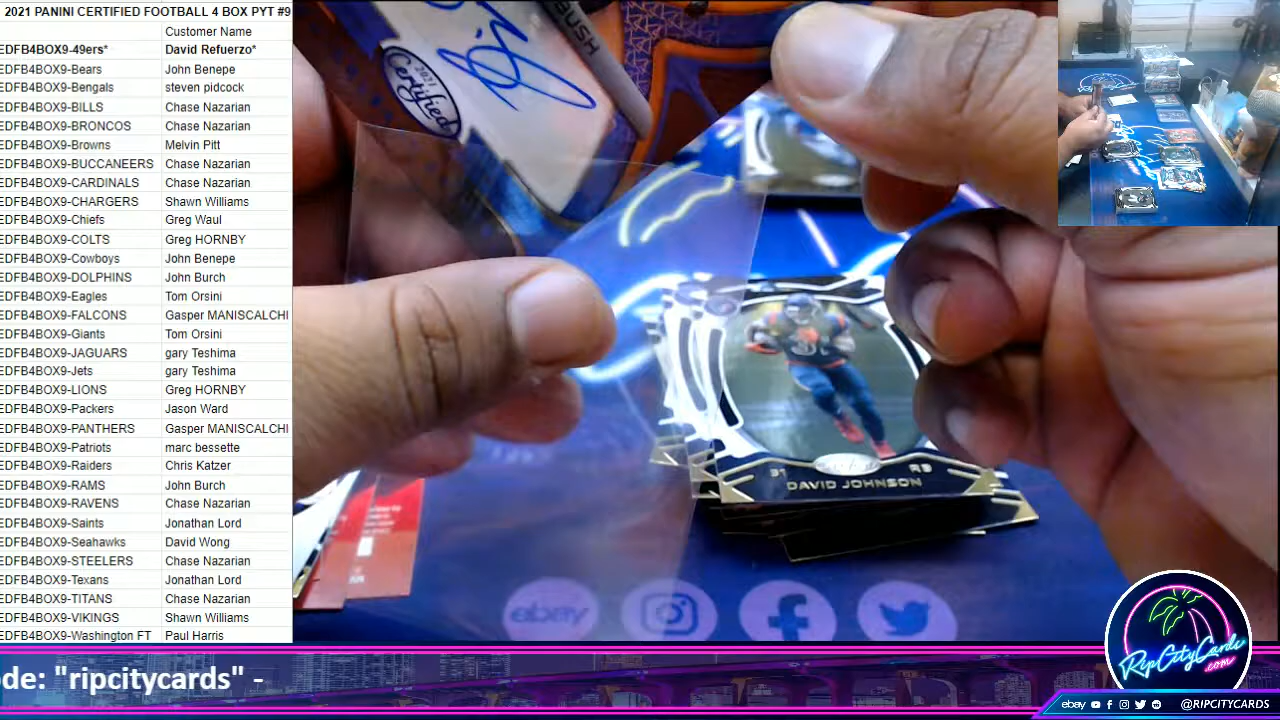 2021 PANINI CERTIFIED FOOTBALL 4 BOX PYT #9
Customer Name
EDFB4BOX9-49ers* David Refuerzo*
EDFB4BOX9-Bears John Benepe
EDFB4BOX9-Bengals steven pidcock
EDFB4BOX9-BILLS Chase Nazarian
EDFB4BOX9-BRONCOS Chase Nazarian
EDFB4BOX9-Browns Melvin Pitt
EDFB4BOX9-BUCCANEERS Chase Nazarian
EDFB4BOX9-CARDINALS Chase Nazarian
EDFB4BOX9-CHARGERS Shawn Williams
EDFB4BOX9-Chiefs Greg Waul
EDFB4BOX9-COLTS Greg HORNBY
EDFB4BOX9-Cowboys John Benepe
EDFB4BOX9-DOLPHINS John Burch
EDFB4BOX9-Eagles Tom Orsini
EDFB4BOX9-FALCONS Gasper MANISCALCHI
EDFB4BOX9-Giants Tom Orsini
EDFB4BOX9-JAGUARS gary Teshima
EDFB4BOX9-Jets gary Teshima
EDFB4BOX9-LIONS Greg HORNBY
EDFB4BOX9-Packers Jason Ward
EDFB4BOX9-PANTHERS Gasper MANISCALCHI
EDFB4BOX9-Patriots marc bessette
EDFB4BOX9-Raiders Chris Katzer
EDFB4BOX9-RAMS John Burch
EDFB4BOX9-RAVENS Chase Nazarian
EDFB4BOX9-Saints Jonathan Lord
EDFB4BOX9-Seahawks David Wong
EDFB4BOX9-STEELERS Chase Nazarian
EDFB4BOX9-Texans Jonathan Lord
EDFB4BOX9-TITANS Chase Nazarian
EDFB4BOX9-VIKINGS Shawn Williams
EDFB4BOX9-Washington FT Paul Harris
BUSH
2021
Certified
31 RB
DAVID JOHNSON
ebay
de "ripcitycards" -
RipCityCards
.com
ebay @RIPCITYCARDS